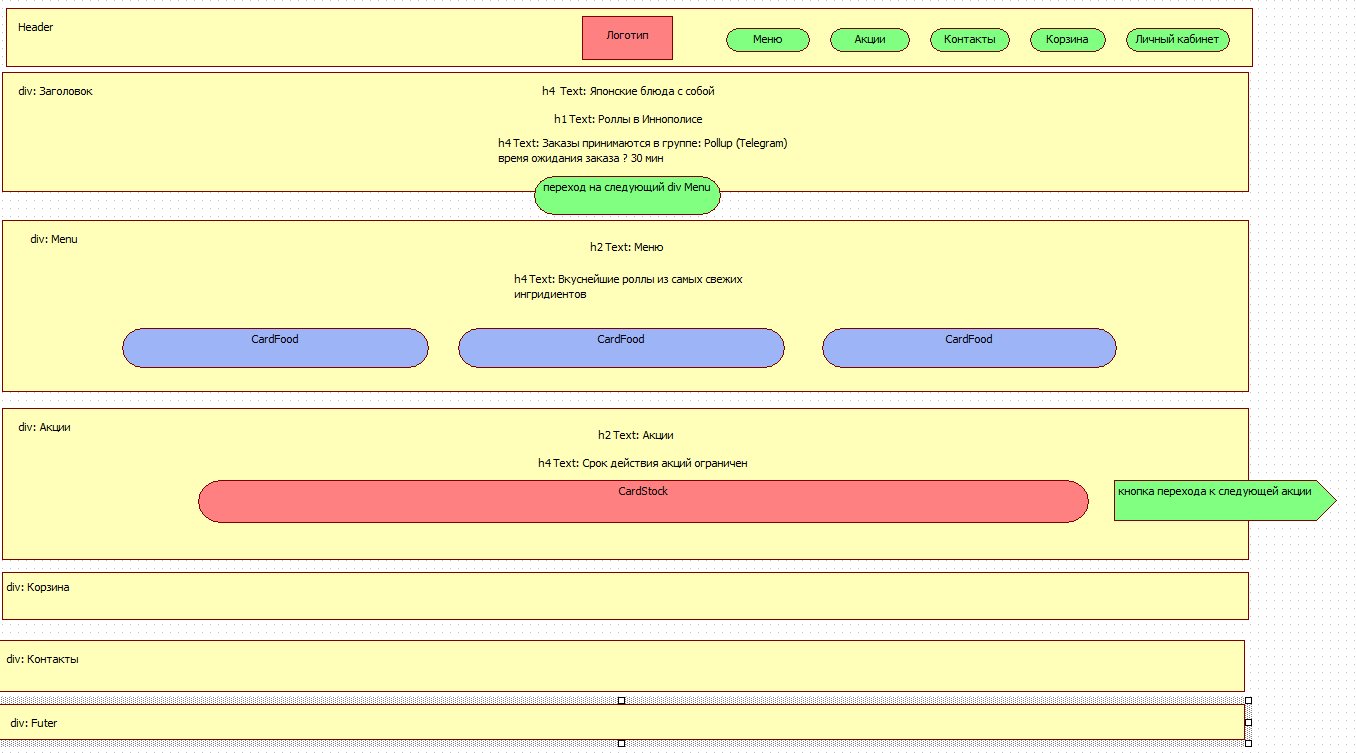 Header
Логотип
Меню
Акции
Контакты
Корзина
Личный кабинет
div: Заголовок
h4 Text: Японские блюда с собой
h1 Text: Роллы в Иннополисе
h4 Text: Заказы принимаются в группе: Pollup (Telegram)
время ожидания заказа ? 30 мин
переход на следующий div Menu
div: Menu
h2 Text: Меню
h4 Text: Вкуснейшие роллы из самых свежих
ингридиентов
CardFood
CardFood
CardFood
div: Акции
h2 Text: Акции
h4 Text: Срок действия акций ограничен
CardStock
кнопка перехода к следующей акции
div: Корзина
div: Контакты
div: Futer